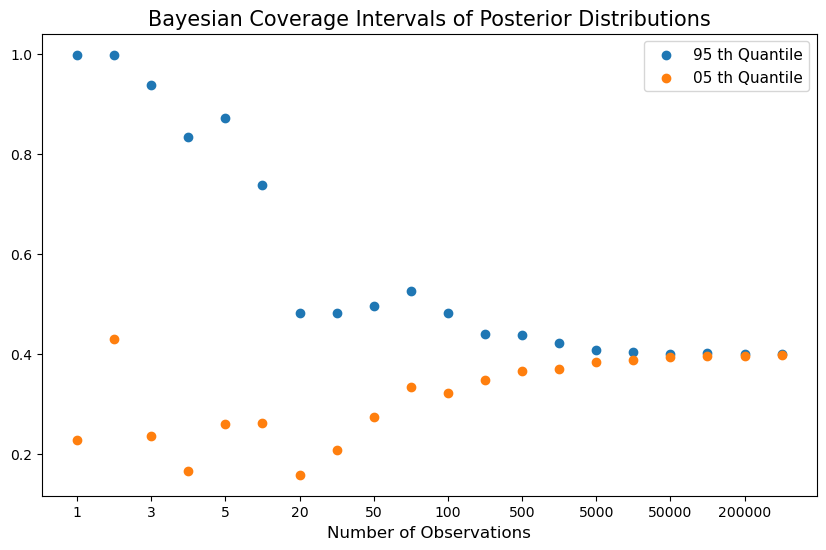 Bayesian Coverage Intervals of Posterior Distributions
95 th Quantile
05 th Quantile
1.0
0.8
0.6
0.4
0.2
1 3 5 20 50 100 500 5000 50000 200000
Number of Observations